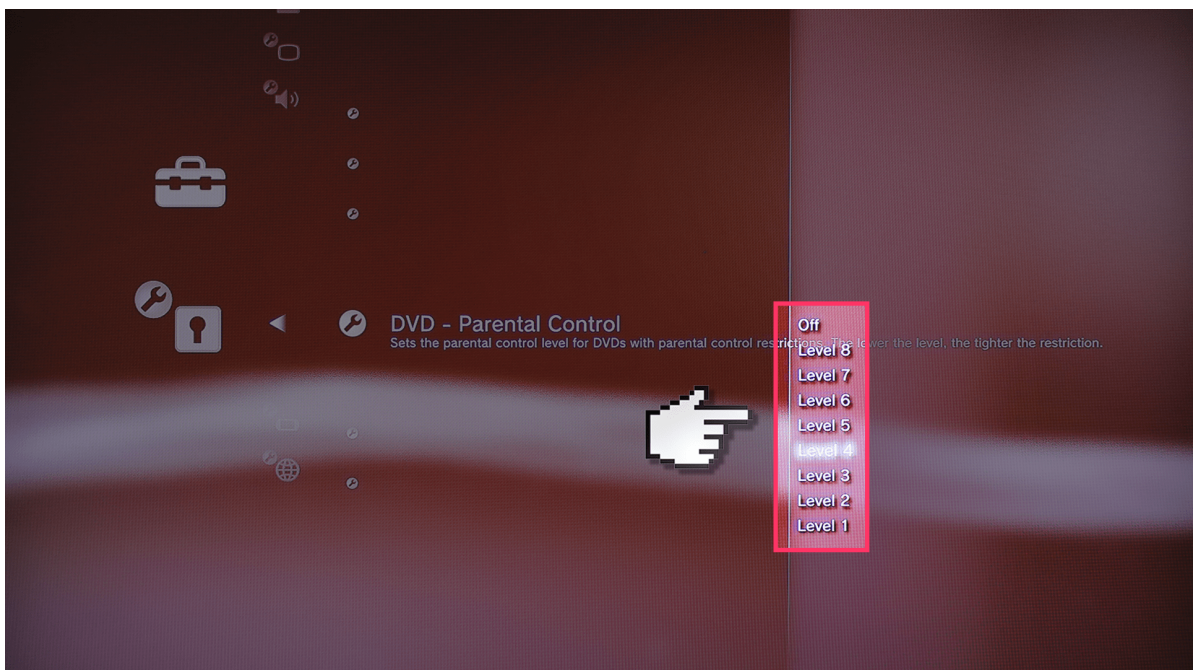 DVD – Parental Control
Sets the parental control level for DVDs with parental control restrictions. The lower the level, the tighter the restriction.
Off
Level 8
Level 7
Level 6
Level 5
Level 4
Level 3
Level 2
Level 1